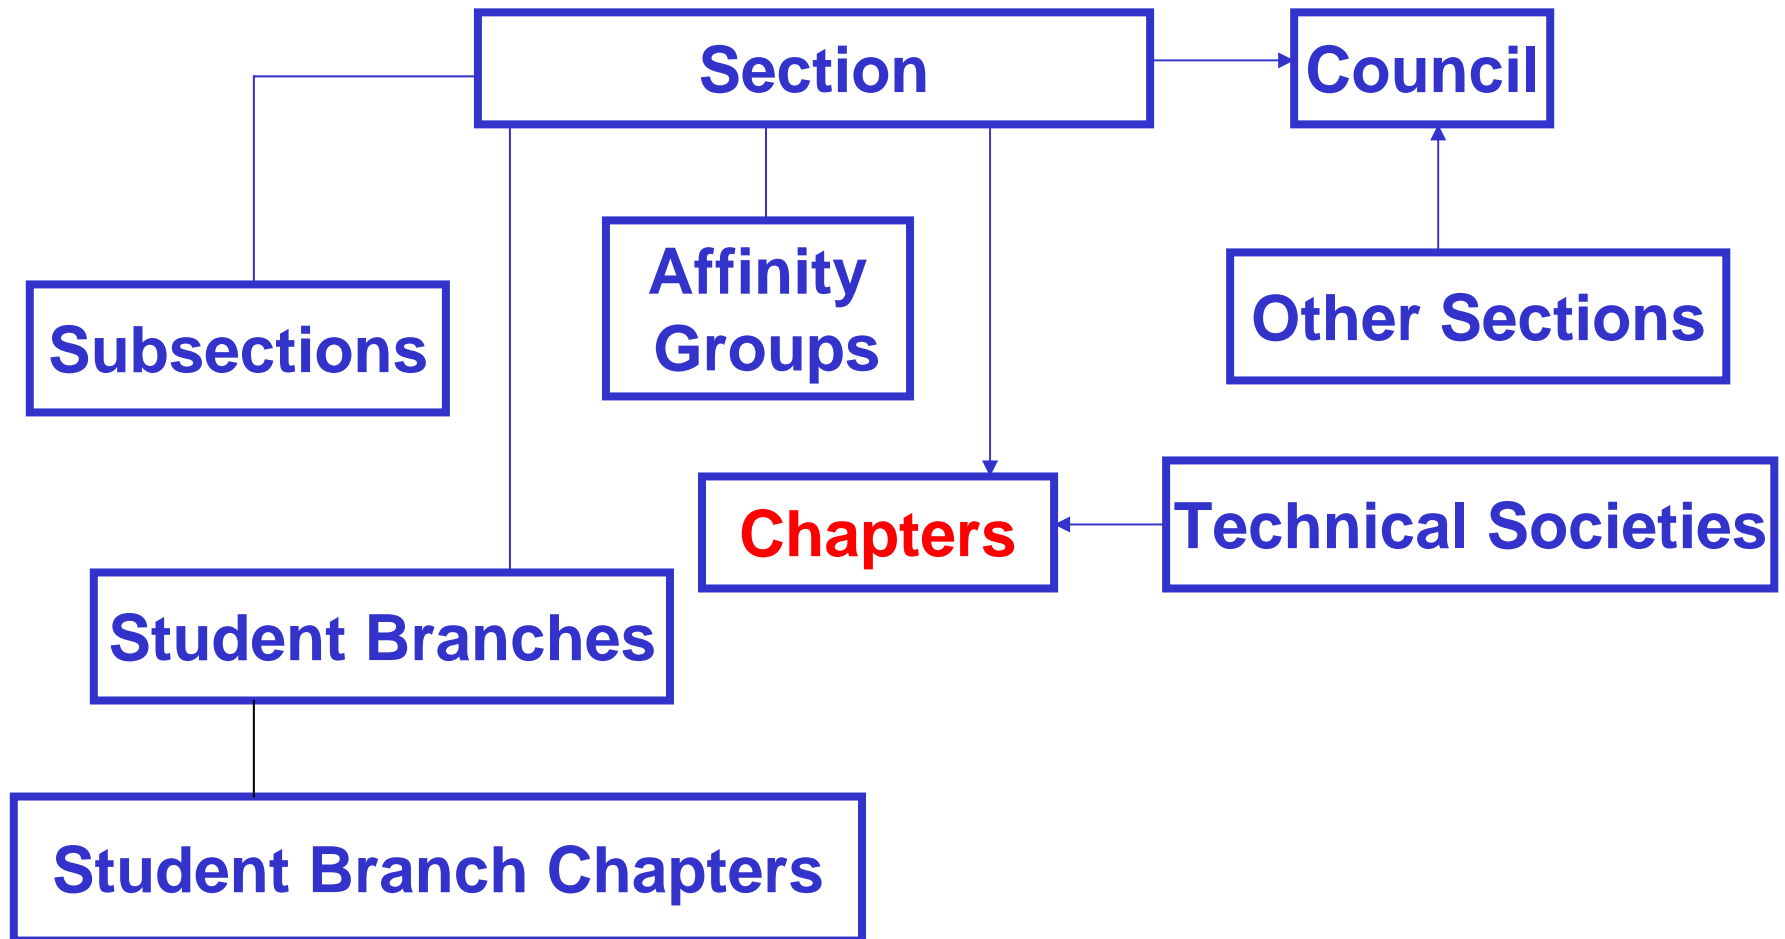 Section
Council
Affinity
Groups
Subsections
Other Sections
Chapters
Technical Societies
Student Branches
Student Branch Chapters